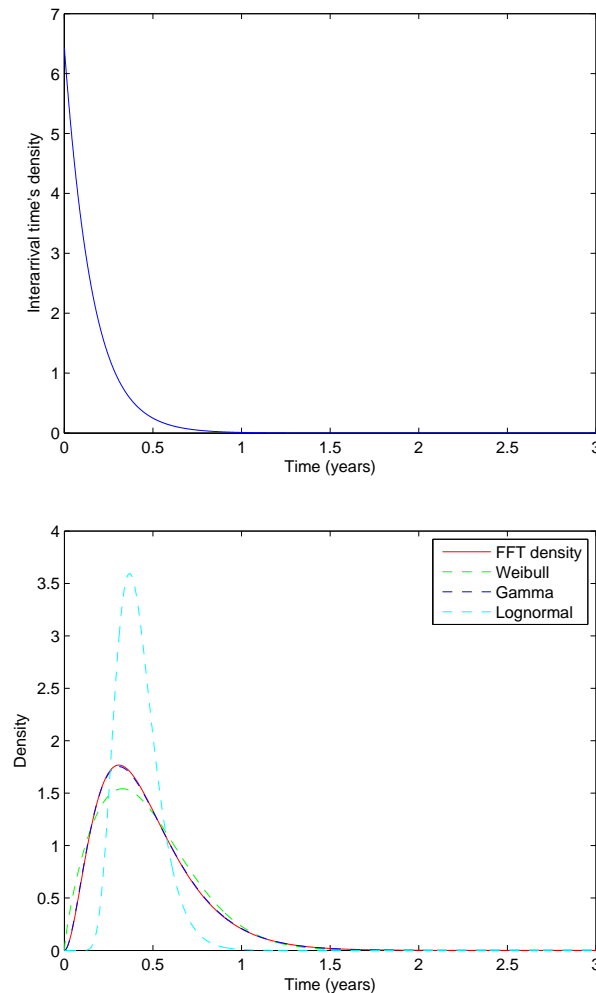 7
6
5
4
3
2
1
0
Interarrival time's density
0 0.5 1 1.5 2 2.5 3
Time (years)
4
3.5
3
2.5
2
1.5
1
0.5
0
Density
FFT density
Weibull
Gamma
Lognormal
0 0.5 1 1.5 2 2.5 3
Time (years)